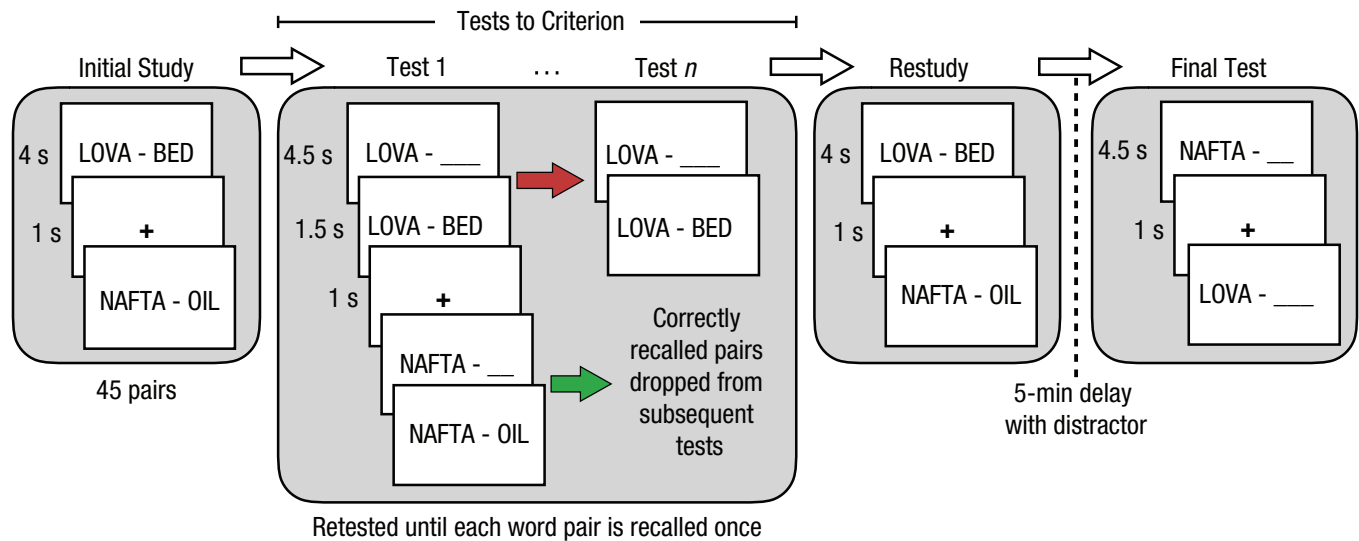 Tests to Criterion
Initial Study
Test 1
...
Test n
Restudy
Final Test
4 s
LOVA - BED
1 s
+
NAFTA - OIL
45 pairs
4.5 s
LOVA - ___
1.5 s
LOVA - BED
1 s
+
NAFTA - __
NAFTA - OIL
LOVA - ___
LOVA - BED
Correctly
recalled pairs
dropped from
subsequent
tests
Retested until each word pair is recalled once
4 s
LOVA - BED
1 s
+
NAFTA - OIL
5-min delay
with distractor
4.5 s
NAFTA - __
1 s
+
LOVA - ___